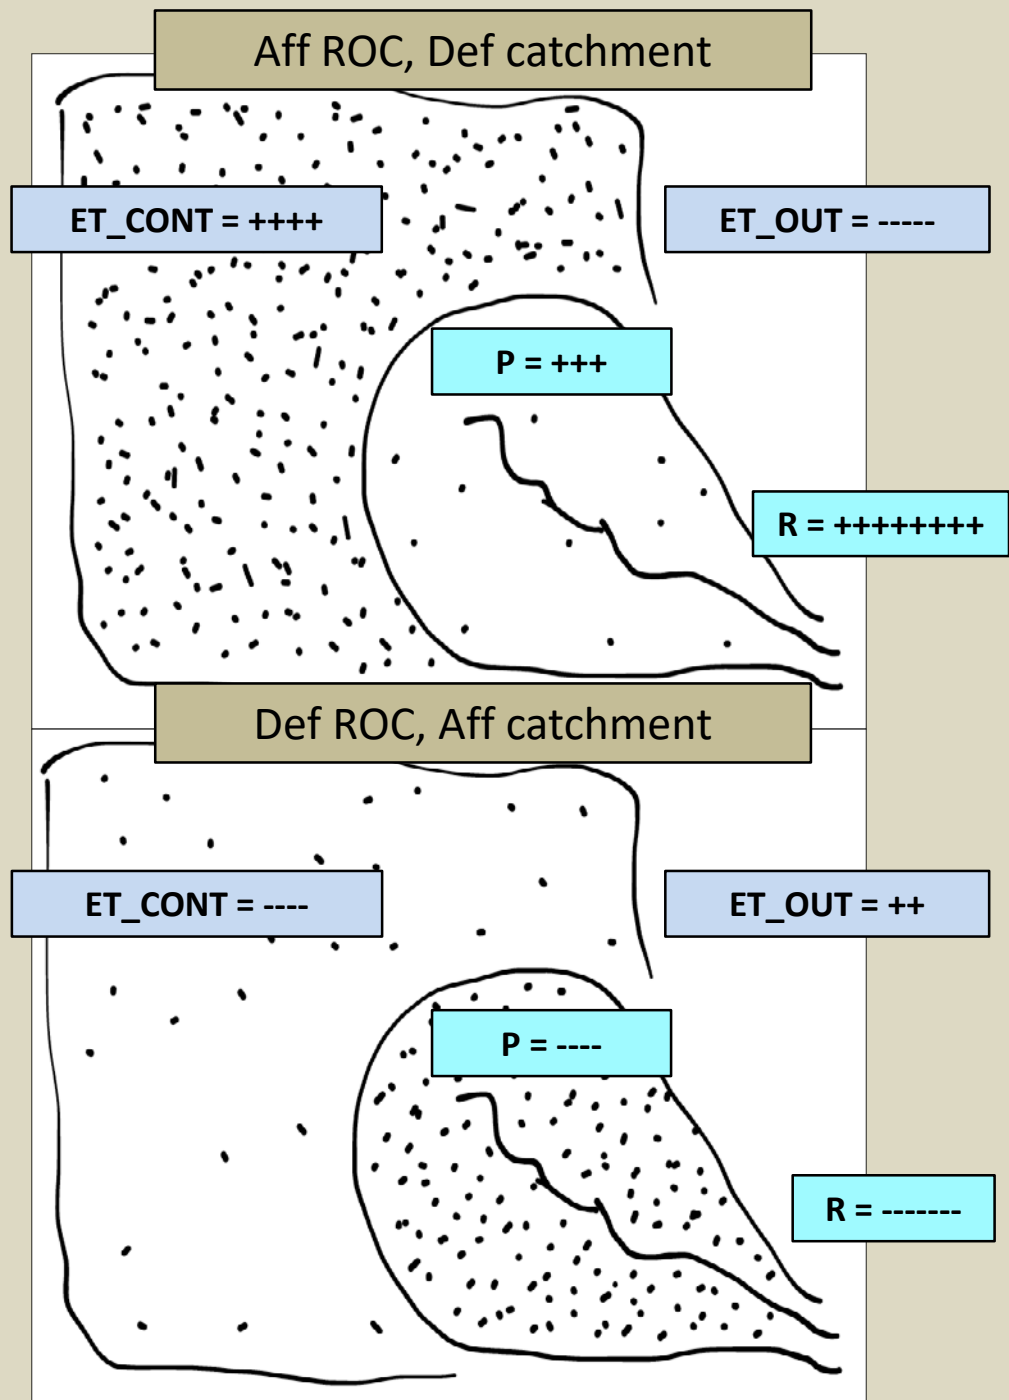 Aff ROC, Def catchment
ET_CONT = ++++
ET_OUT = -----
P = +++
R = ++++++++
Def ROC, Aff catchment
ET_CONT = ----
ET_OUT = ++
P = ----
R = -------